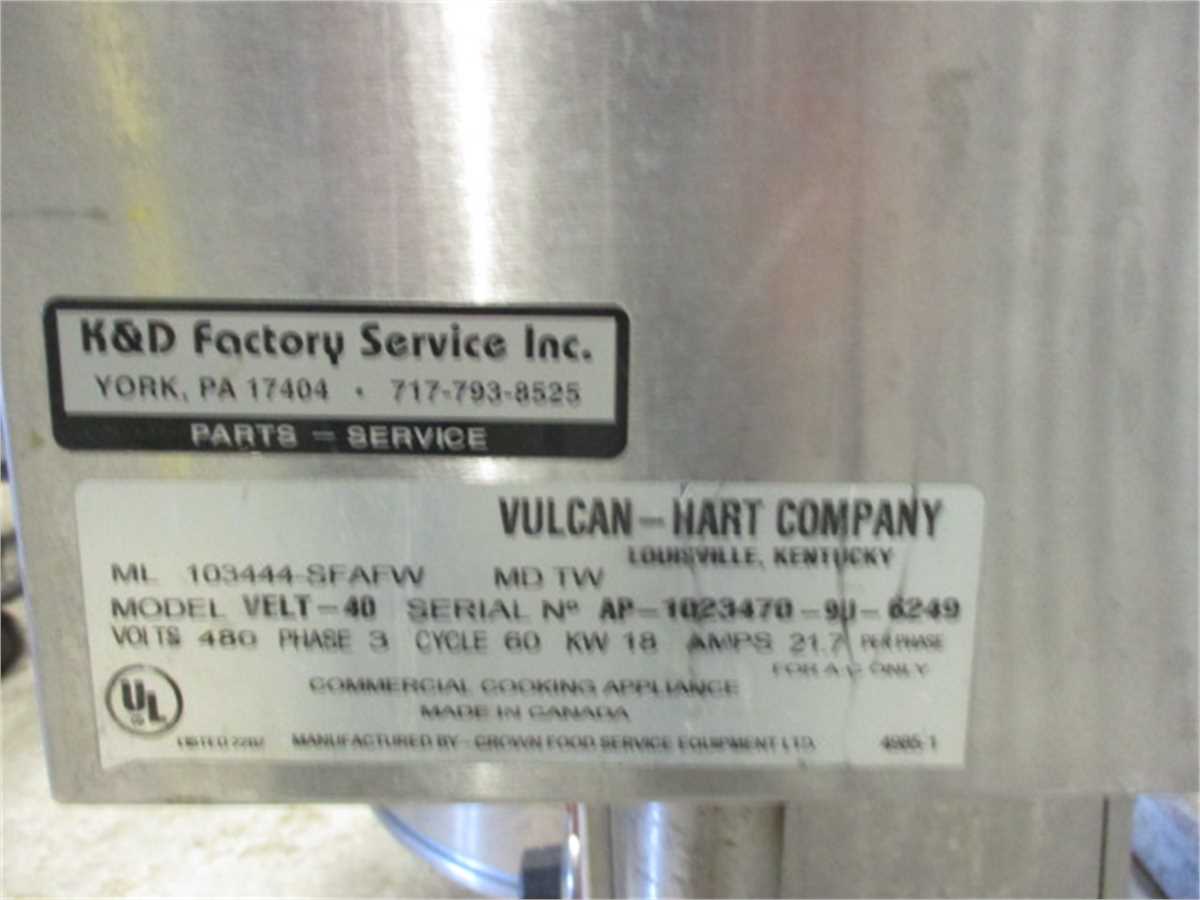 K&D Factory Service Inc.
YORK, PA 17404 • 717-793-8525
PARTS – SERVICE
VULCAN – HART COMPANY
LOUISVILLE, KENTUCKY
ML 103444-SFAFW MD TW
MODEL VELT-40 SERIAL Nº AP-1023470-9U-6249
VOLTS 480 PHASE 3 CYCLE 60 KW 18 AMPS 21.7 PER PHASE
FOR A.C ONLY
UL
COMMERCIAL COOKING APPLIANCE
MADE IN CANADA
LISTED MANUFACTURED BY - CROWN FOOD SERVICE EQUIPMENT LTD.